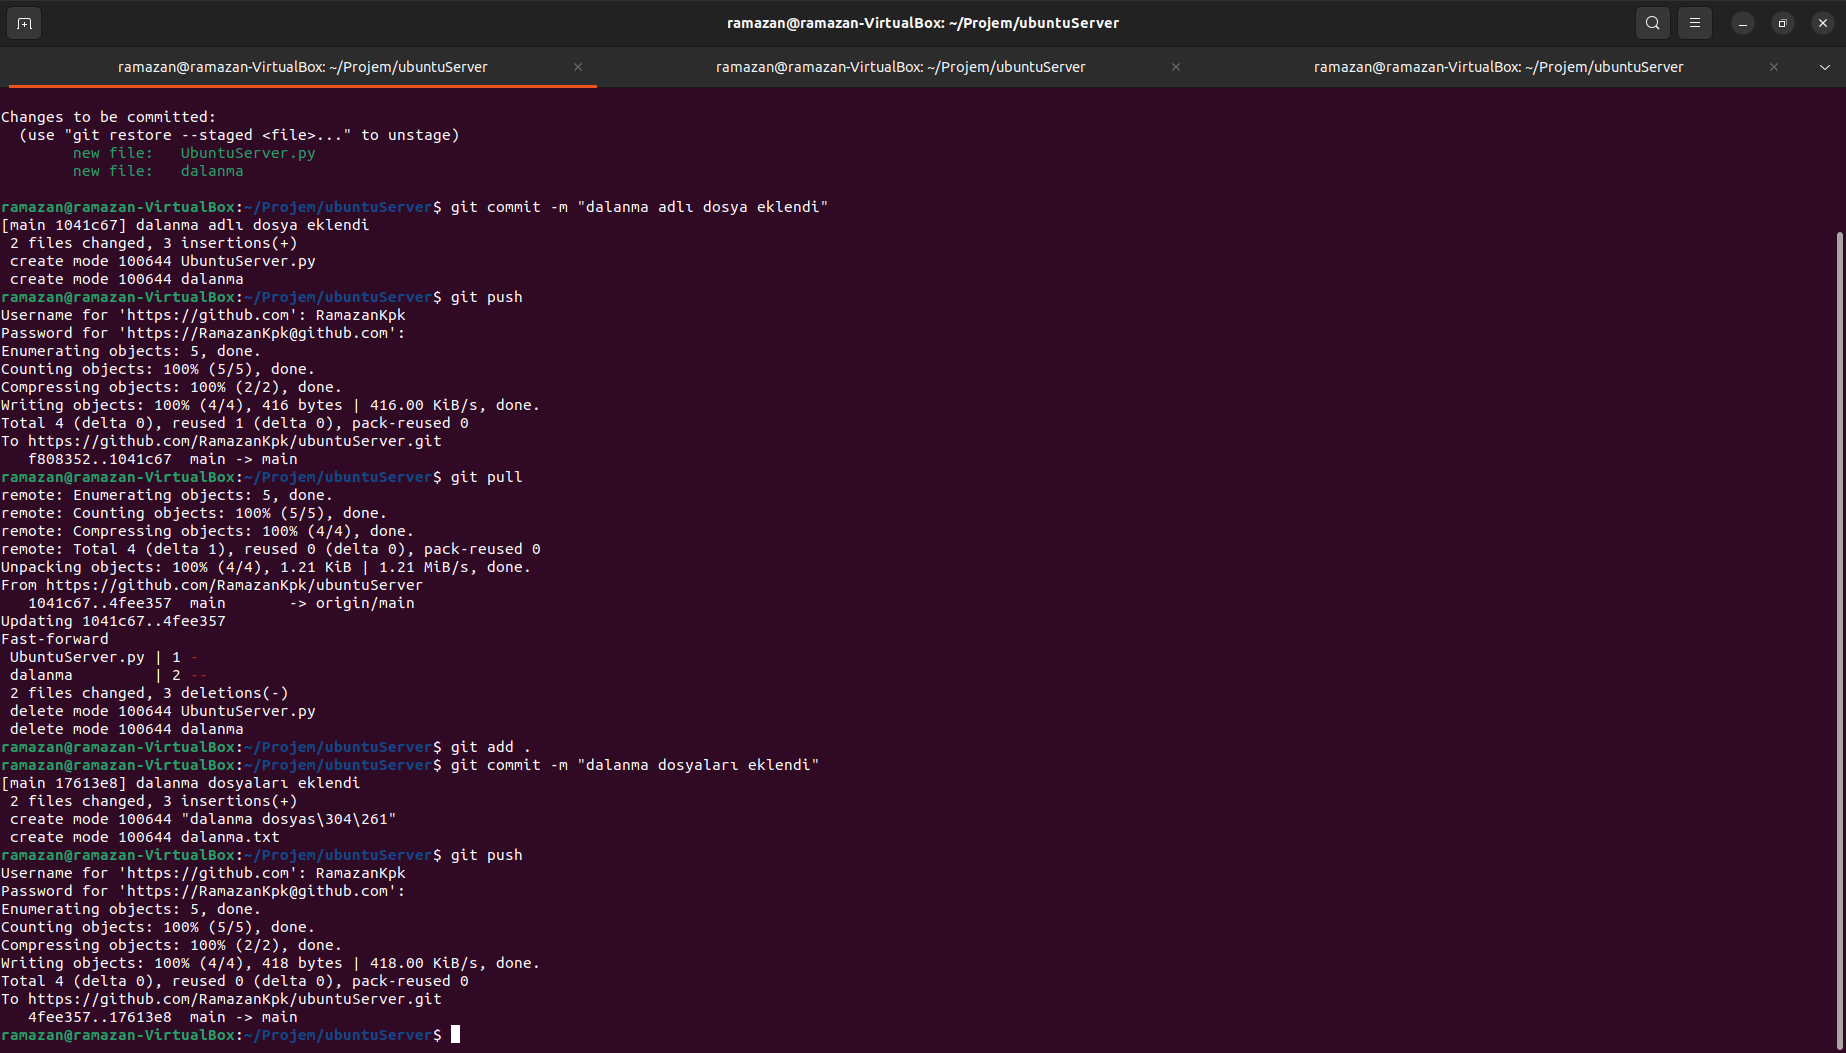 ramazan@ramazan-VirtualBox: ~/Projem/ubuntuServer
ramazan@ramazan-VirtualBox: ~/Projem/ubuntuServer
ramazan@ramazan-VirtualBox: ~/Projem/ubuntuServer
ramazan@ramazan-VirtualBox: ~/Projem/ubuntuServer
Changes to be committed:
  (use "git restore --staged <file>..." to unstage)
        new file:   UbuntuServer.py
        new file:   dalanma
ramazan@ramazan-VirtualBox:~/Projem/ubuntuServer$ git commit -m "dalanma adlı dosya eklendi"
[main 1041c67] dalanma adlı dosya eklendi
 2 files changed, 3 insertions(+)
 create mode 100644 UbuntuServer.py
 create mode 100644 dalanma
ramazan@ramazan-VirtualBox:~/Projem/ubuntuServer$ git push
Username for 'https://github.com': RamazanKpk
Password for 'https://RamazanKpk@github.com':
Enumerating objects: 5, done.
Counting objects: 100% (5/5), done.
Compressing objects: 100% (2/2), done.
Writing objects: 100% (4/4), 416 bytes | 416.00 KiB/s, done.
Total 4 (delta 0), reused 1 (delta 0), pack-reused 0
To https://github.com/RamazanKpk/ubuntuServer.git
   f808352..1041c67  main -> main
ramazan@ramazan-VirtualBox:~/Projem/ubuntuServer$ git pull
remote: Enumerating objects: 5, done.
remote: Counting objects: 100% (5/5), done.
remote: Compressing objects: 100% (4/4), done.
remote: Total 4 (delta 1), reused 0 (delta 0), pack-reused 0
Unpacking objects: 100% (4/4), 1.21 KiB | 1.21 MiB/s, done.
From https://github.com/RamazanKpk/ubuntuServer
   1041c67..4fee357  main       -> origin/main
Updating 1041c67..4fee357
Fast-forward
 UbuntuServer.py | 1 -
 dalanma         | 2 --
 2 files changed, 3 deletions(-)
 delete mode 100644 UbuntuServer.py
 delete mode 100644 dalanma
ramazan@ramazan-VirtualBox:~/Projem/ubuntuServer$ git add .
ramazan@ramazan-VirtualBox:~/Projem/ubuntuServer$ git commit -m "dalanma dosyaları eklendi"
[main 17613e8] dalanma dosyaları eklendi
 2 files changed, 3 insertions(+)
 create mode 100644 "dalanma dosyas\304\261"
 create mode 100644 dalanma.txt
ramazan@ramazan-VirtualBox:~/Projem/ubuntuServer$ git push
Username for 'https://github.com': RamazanKpk
Password for 'https://RamazanKpk@github.com':
Enumerating objects: 5, done.
Counting objects: 100% (5/5), done.
Compressing objects: 100% (2/2), done.
Writing objects: 100% (4/4), 418 bytes | 418.00 KiB/s, done.
Total 4 (delta 0), reused 0 (delta 0), pack-reused 0
To https://github.com/RamazanKpk/ubuntuServer.git
   4fee357..17613e8  main -> main
ramazan@ramazan-VirtualBox:~/Projem/ubuntuServer$